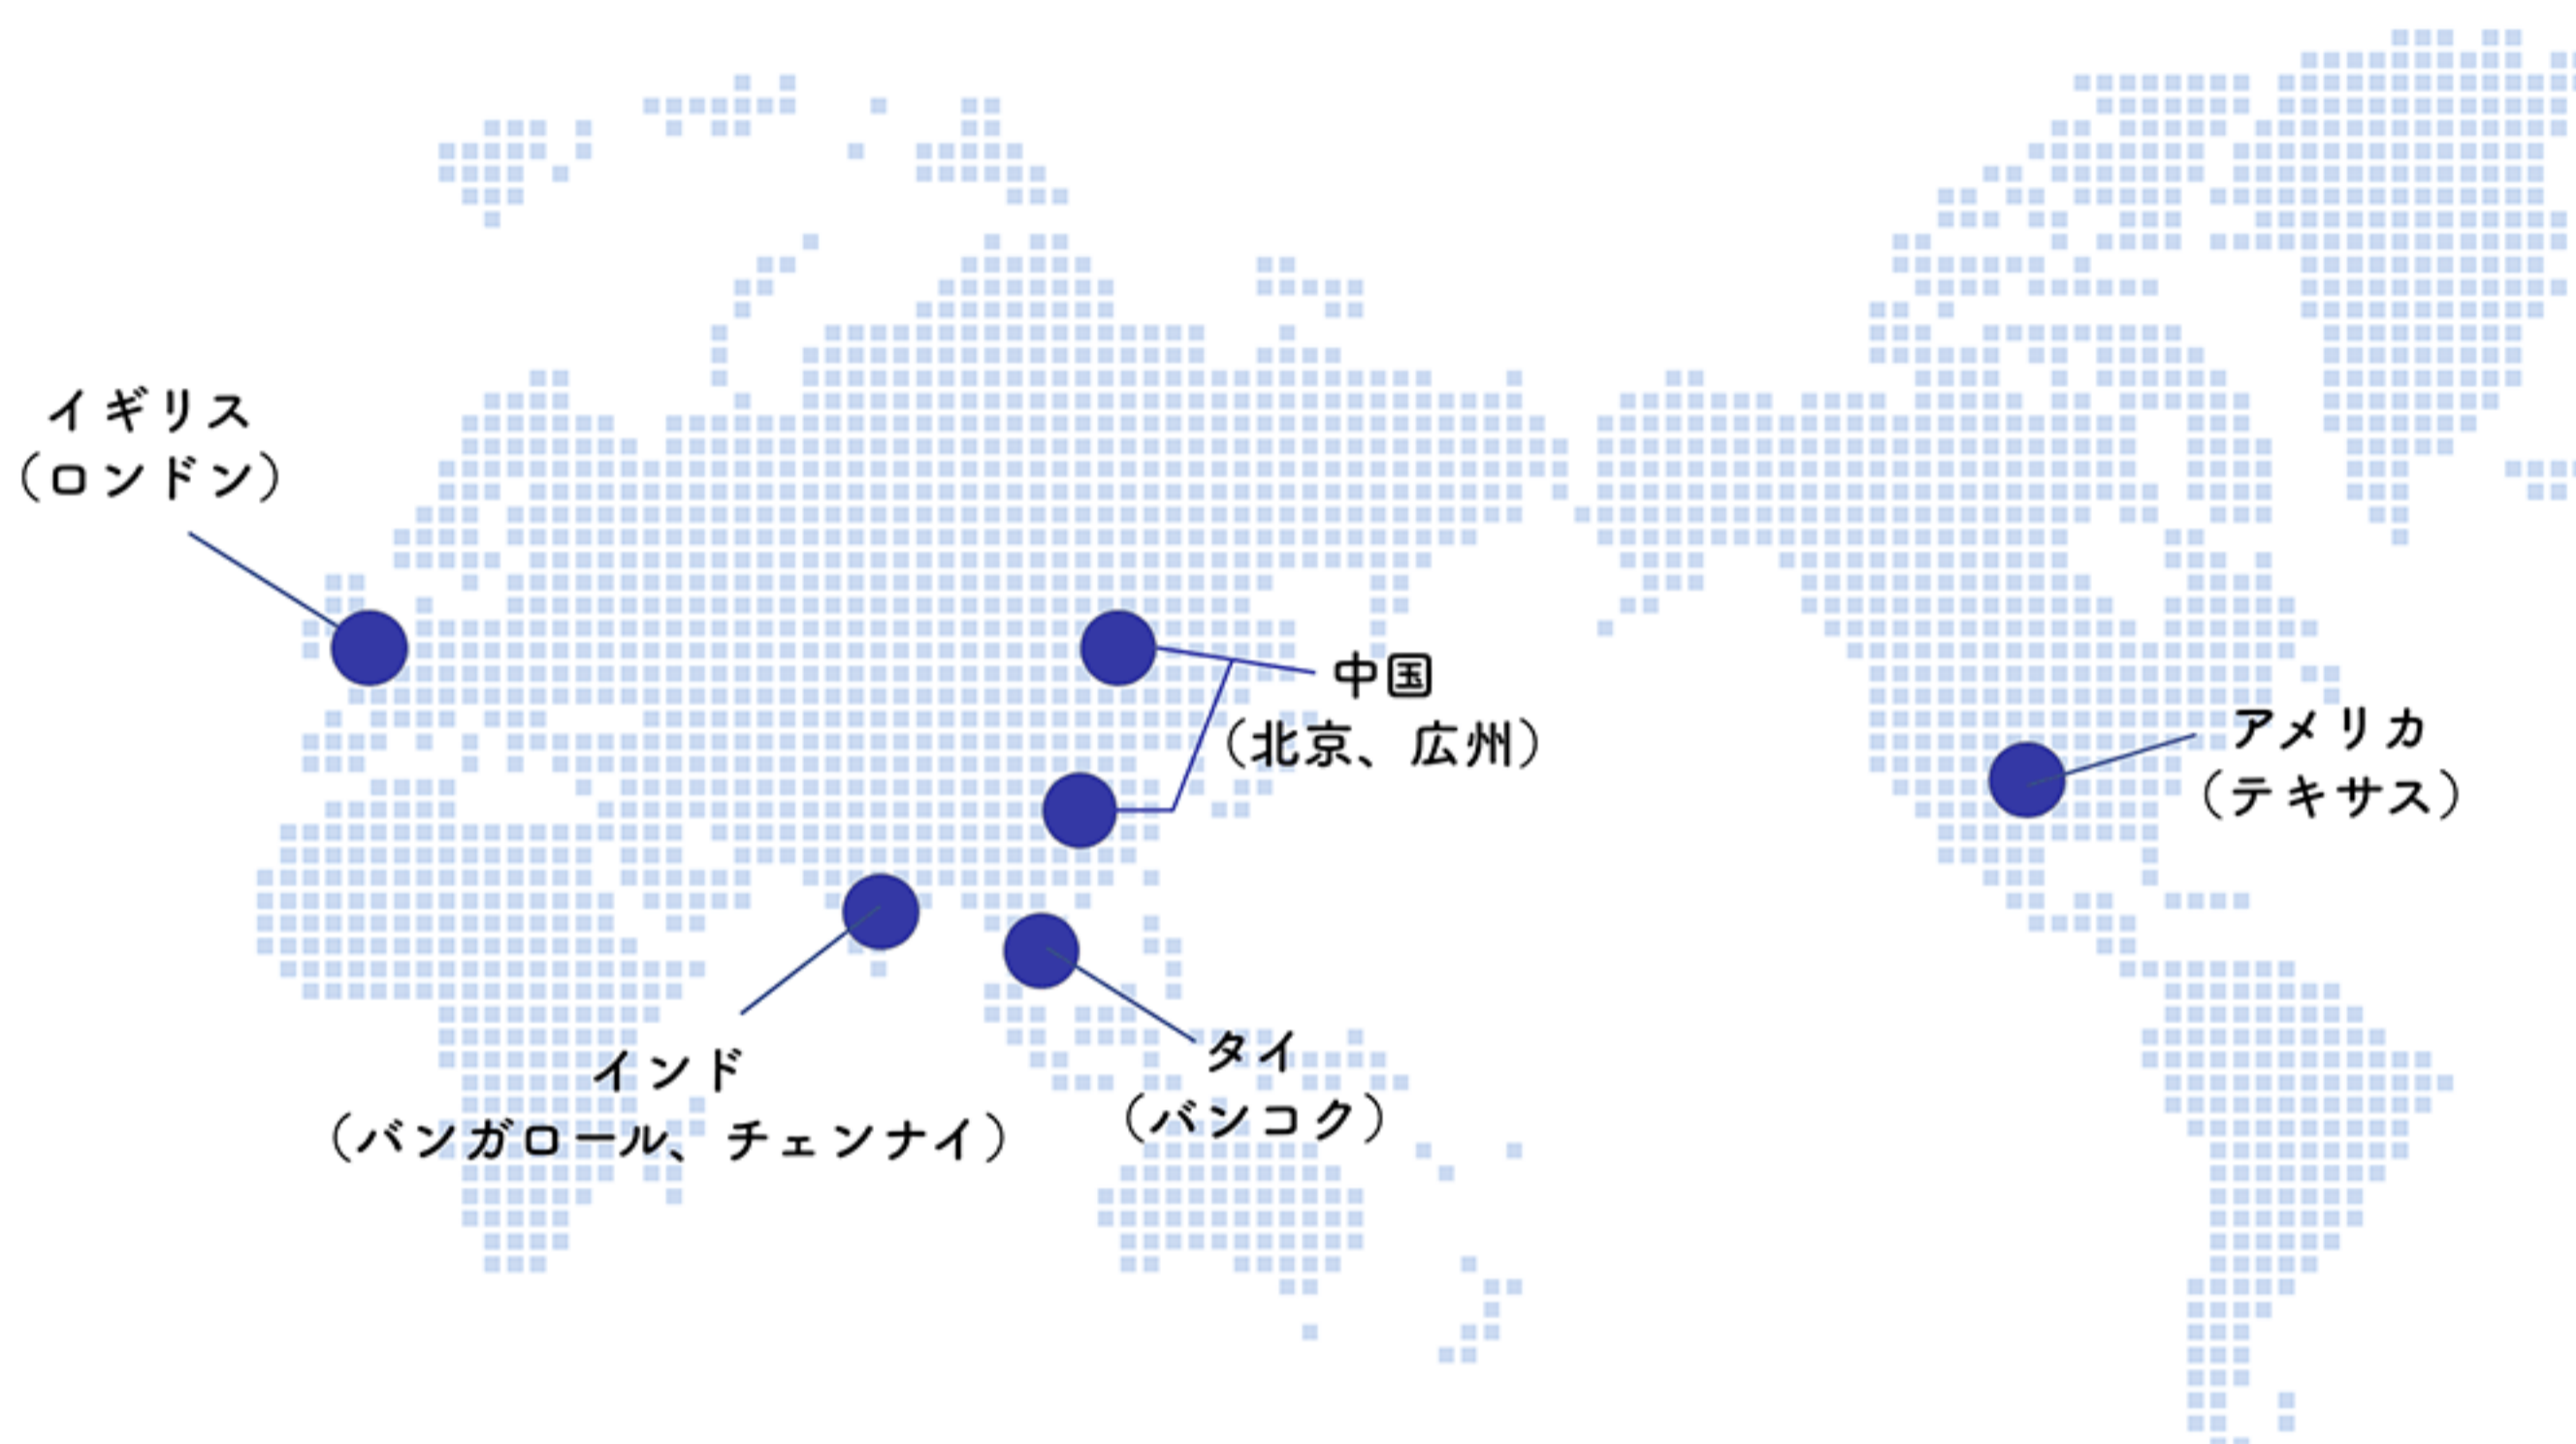 イギリス
（ロンドン）
中国
（北京、広州）
アメリカ
（テキサス）
インド
（バンガロール、チェンナイ）
タイ
（バンコク）